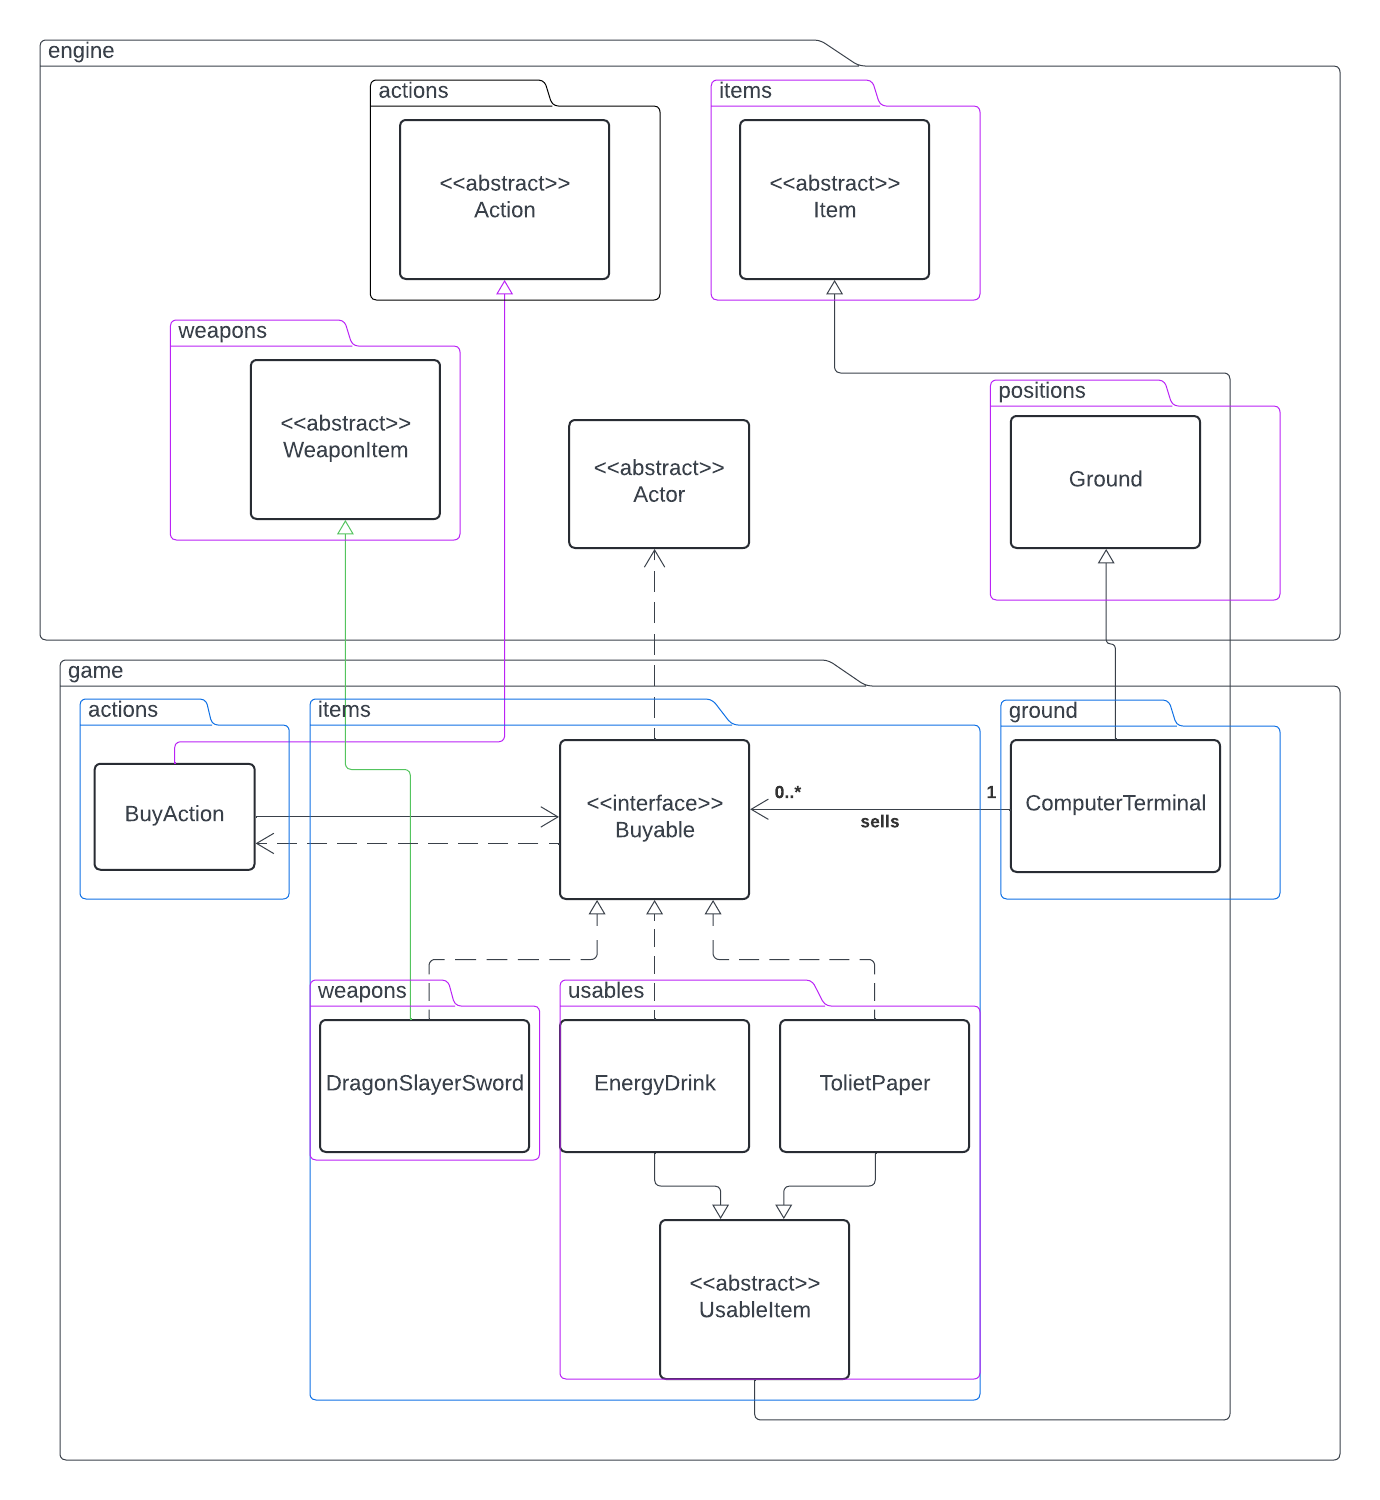 engine
actions
items
<<abstract>>
Action
<<abstract>>
Item
weapons
<<abstract>>
WeaponItem
positions
<<abstract>>
Actor
Ground
game
actions
items
ground
BuyAction
<<interface>>
Buyable
0..*
1
sells
ComputerTerminal
weapons
usables
DragonSlayerSword
EnergyDrink
TolietPaper
<<abstract>>
UsableItem